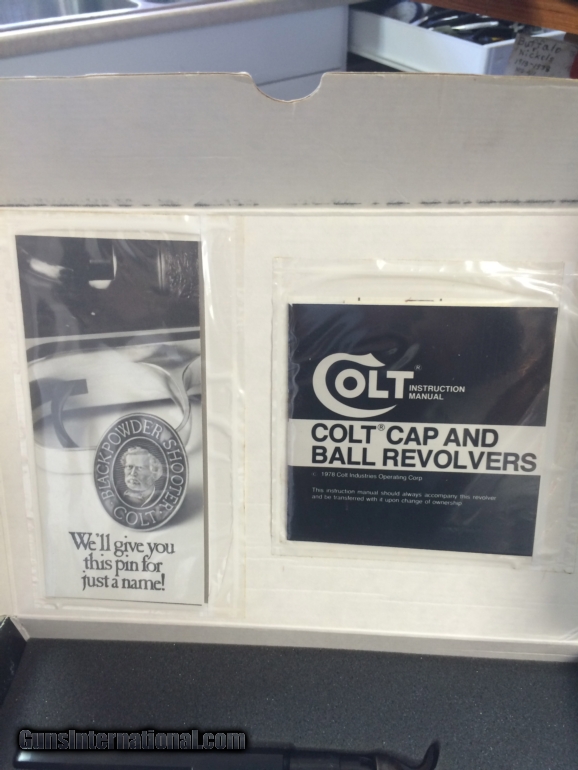 Buffalo
Nickels
BLACKPOWDER SHOOTER
COLT
We'll give you
this pin for
just a name!
COLT® INSTRUCTION
MANUAL
COLT® CAP AND
BALL REVOLVERS
© 1978 Colt Industries Operating Corp.
This instruction manual should always accompany this revolver
and be transferred with it upon change of ownership
GunsInternational.com